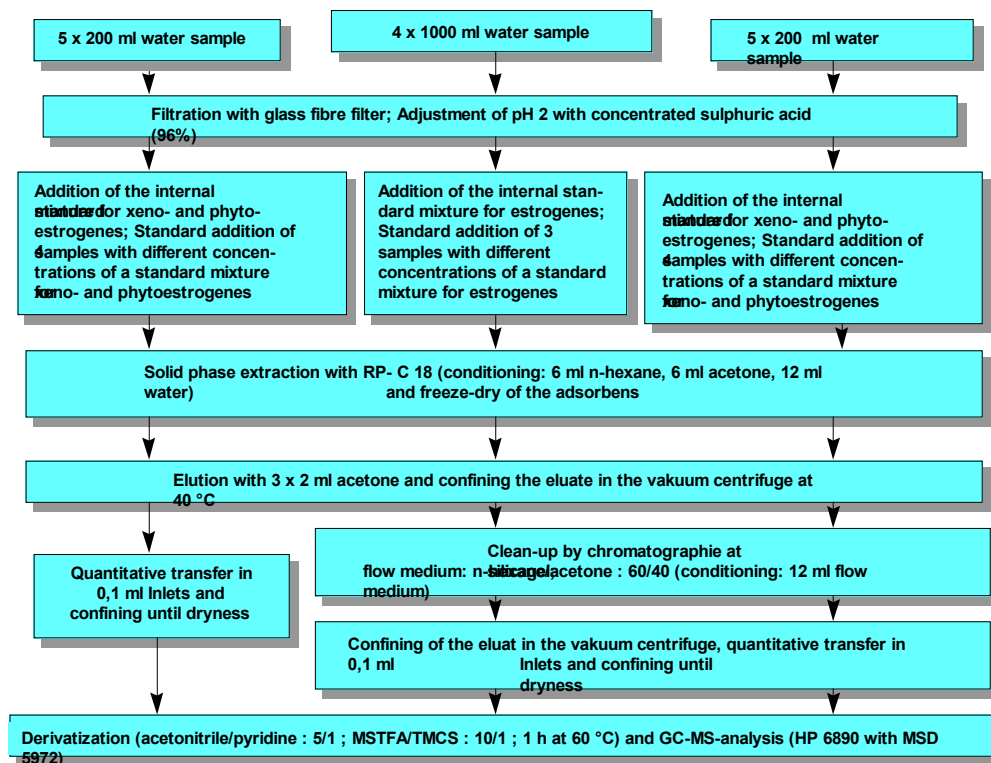 5 x 200 ml water sample
4 x 1000 ml water sample
5 x 200 ml water
sample
Filtration with glass fibre filter; Adjustment of pH 2 with concentrated sulphuric acid
(96%)
Addition of the internal
standard
mixture for xeno- and phyto-
estrogenes; Standard addition of
4
samples with different concen-
trations of a standard mixture
for
xeno- and phytoestrogenes
Addition of the internal stan-
dard mixture for estrogenes;
Standard addition of 3
samples with different
concentrations of a standard
mixture for estrogenes
Addition of the internal
standard
mixture for xeno- and phyto-
estrogenes; Standard addition of
4
samples with different concen-
trations of a standard mixture
for
xeno- and phytoestrogenes
Solid phase extraction with RP- C 18 (conditioning: 6 ml n-hexane, 6 ml acetone, 12 ml
water) and freeze-dry of the adsorbens
Elution with 3 x 2 ml acetone and confining the eluate in the vakuum centrifuge at
40 °C
Quantitative transfer in
0,1 ml Inlets and
confining until dryness
Clean-up by chromatographie at
silicagel;
flow medium: n-hexane/acetone : 60/40 (conditioning: 12 ml flow
medium)
Confining of the eluat in the vakuum centrifuge, quantitative transfer in
0,1 ml Inlets and confining until
dryness
Derivatization (acetonitrile/pyridine : 5/1 ; MSTFA/TMCS : 10/1 ; 1 h at 60 °C) and GC-MS-analysis (HP 6890 with MSD
5972)